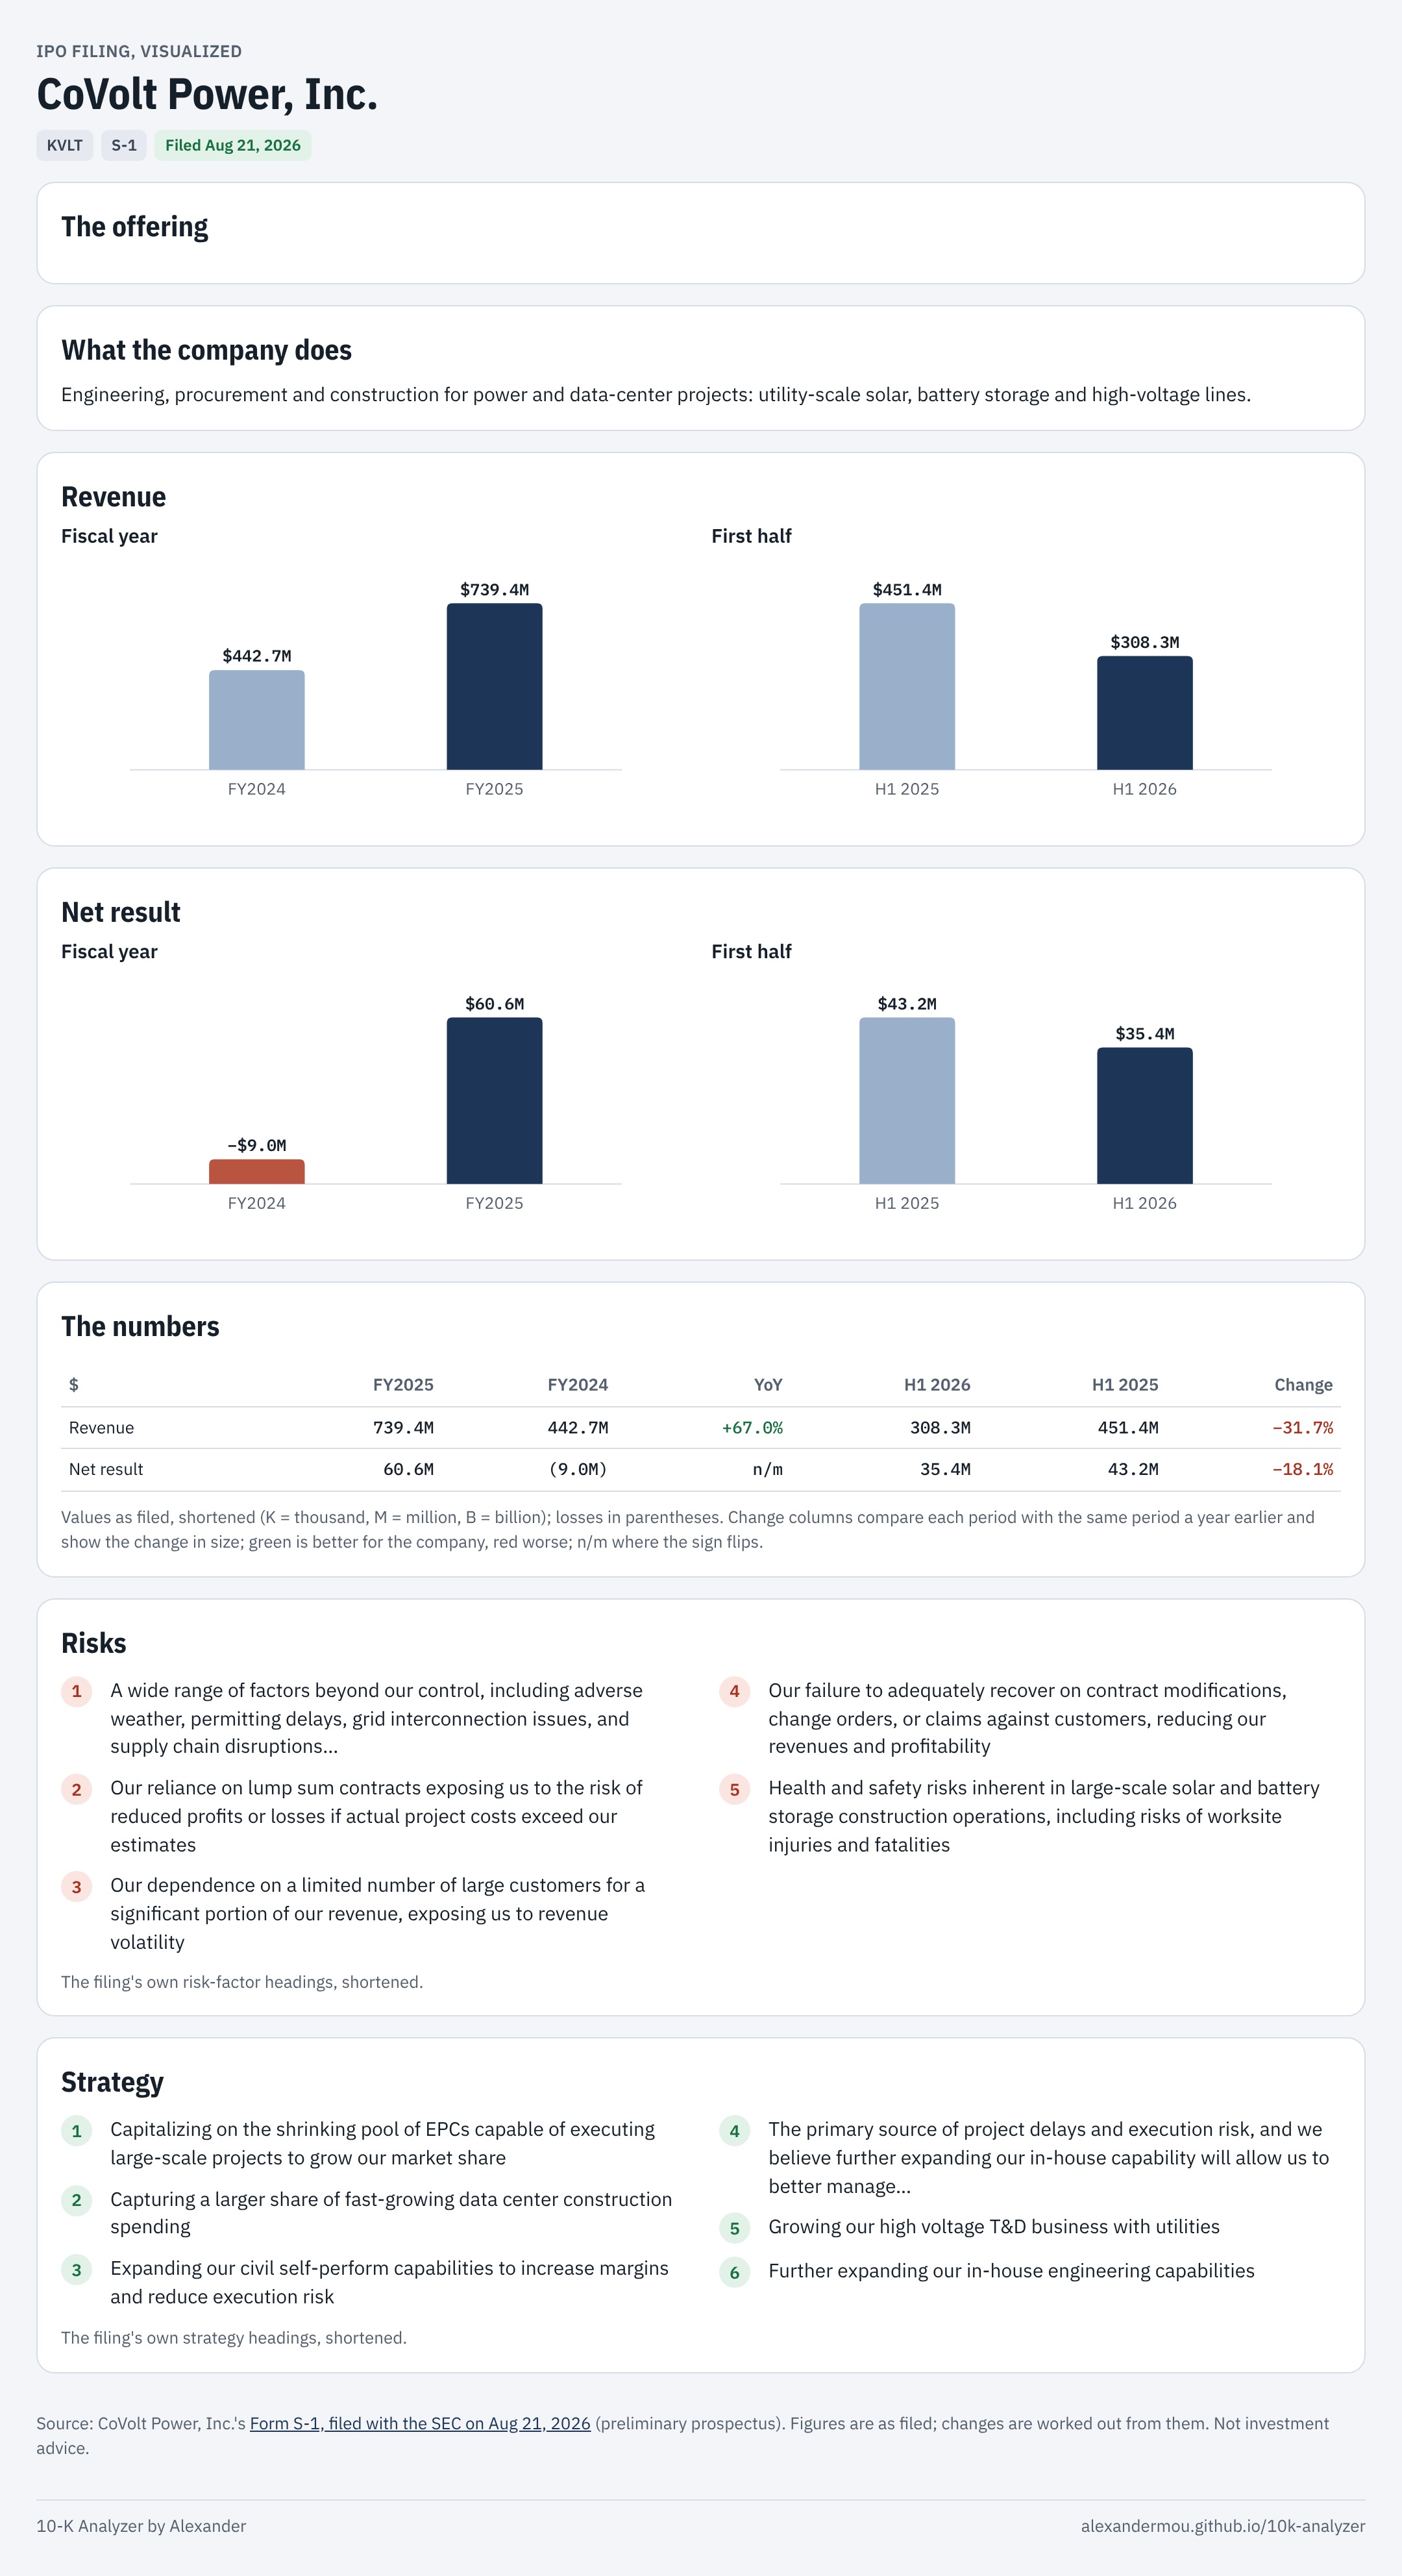 IPO FILING, VISUALIZED
CoVolt Power, Inc.
KVLT S-1 Filed Aug 21, 2026
The offering
What the company does
Engineering, procurement and construction for power and data-center projects: utility-scale solar, battery storage and high-voltage lines.
Revenue
Fiscal year
$442.7M
$739.4M
FY2024 FY2025
First half
$451.4M
$308.3M
H1 2025 H1 2026
Net result
Fiscal year
−$9.0M
$60.6M
FY2024 FY2025
First half
$43.2M
$35.4M
H1 2025 H1 2026
The numbers
$ FY2025 FY2024 YoY H1 2026 H1 2025 Change
Revenue 739.4M 442.7M +67.0% 308.3M 451.4M −31.7%
Net result 60.6M (9.0M) n/m 35.4M 43.2M −18.1%
Values as filed, shortened (K = thousand, M = million, B = billion); losses in parentheses. Change columns compare each period with the same period a year earlier and
show the change in size; green is better for the company, red worse; n/m where the sign flips.
Risks
1 A wide range of factors beyond our control, including adverse
weather, permitting delays, grid interconnection issues, and
supply chain disruptions…
2 Our reliance on lump sum contracts exposing us to the risk of
reduced profits or losses if actual project costs exceed our
estimates
3 Our dependence on a limited number of large customers for a
significant portion of our revenue, exposing us to revenue
volatility
4 Our failure to adequately recover on contract modifications,
change orders, or claims against customers, reducing our
revenues and profitability
5 Health and safety risks inherent in large-scale solar and battery
storage construction operations, including risks of worksite
injuries and fatalities
The filing's own risk-factor headings, shortened.
Strategy
1 Capitalizing on the shrinking pool of EPCs capable of executing
large-scale projects to grow our market share
2 Capturing a larger share of fast-growing data center construction
spending
3 Expanding our civil self-perform capabilities to increase margins
and reduce execution risk
4 The primary source of project delays and execution risk, and we
believe further expanding our in-house capability will allow us to
better manage…
5 Growing our high voltage T&D business with utilities
6 Further expanding our in-house engineering capabilities
The filing's own strategy headings, shortened.
Source: CoVolt Power, Inc.'s Form S-1, filed with the SEC on Aug 21, 2026 (preliminary prospectus). Figures are as filed; changes are worked out from them. Not investment
advice.
10-K Analyzer by Alexander
alexandermou.github.io/10k-analyzer